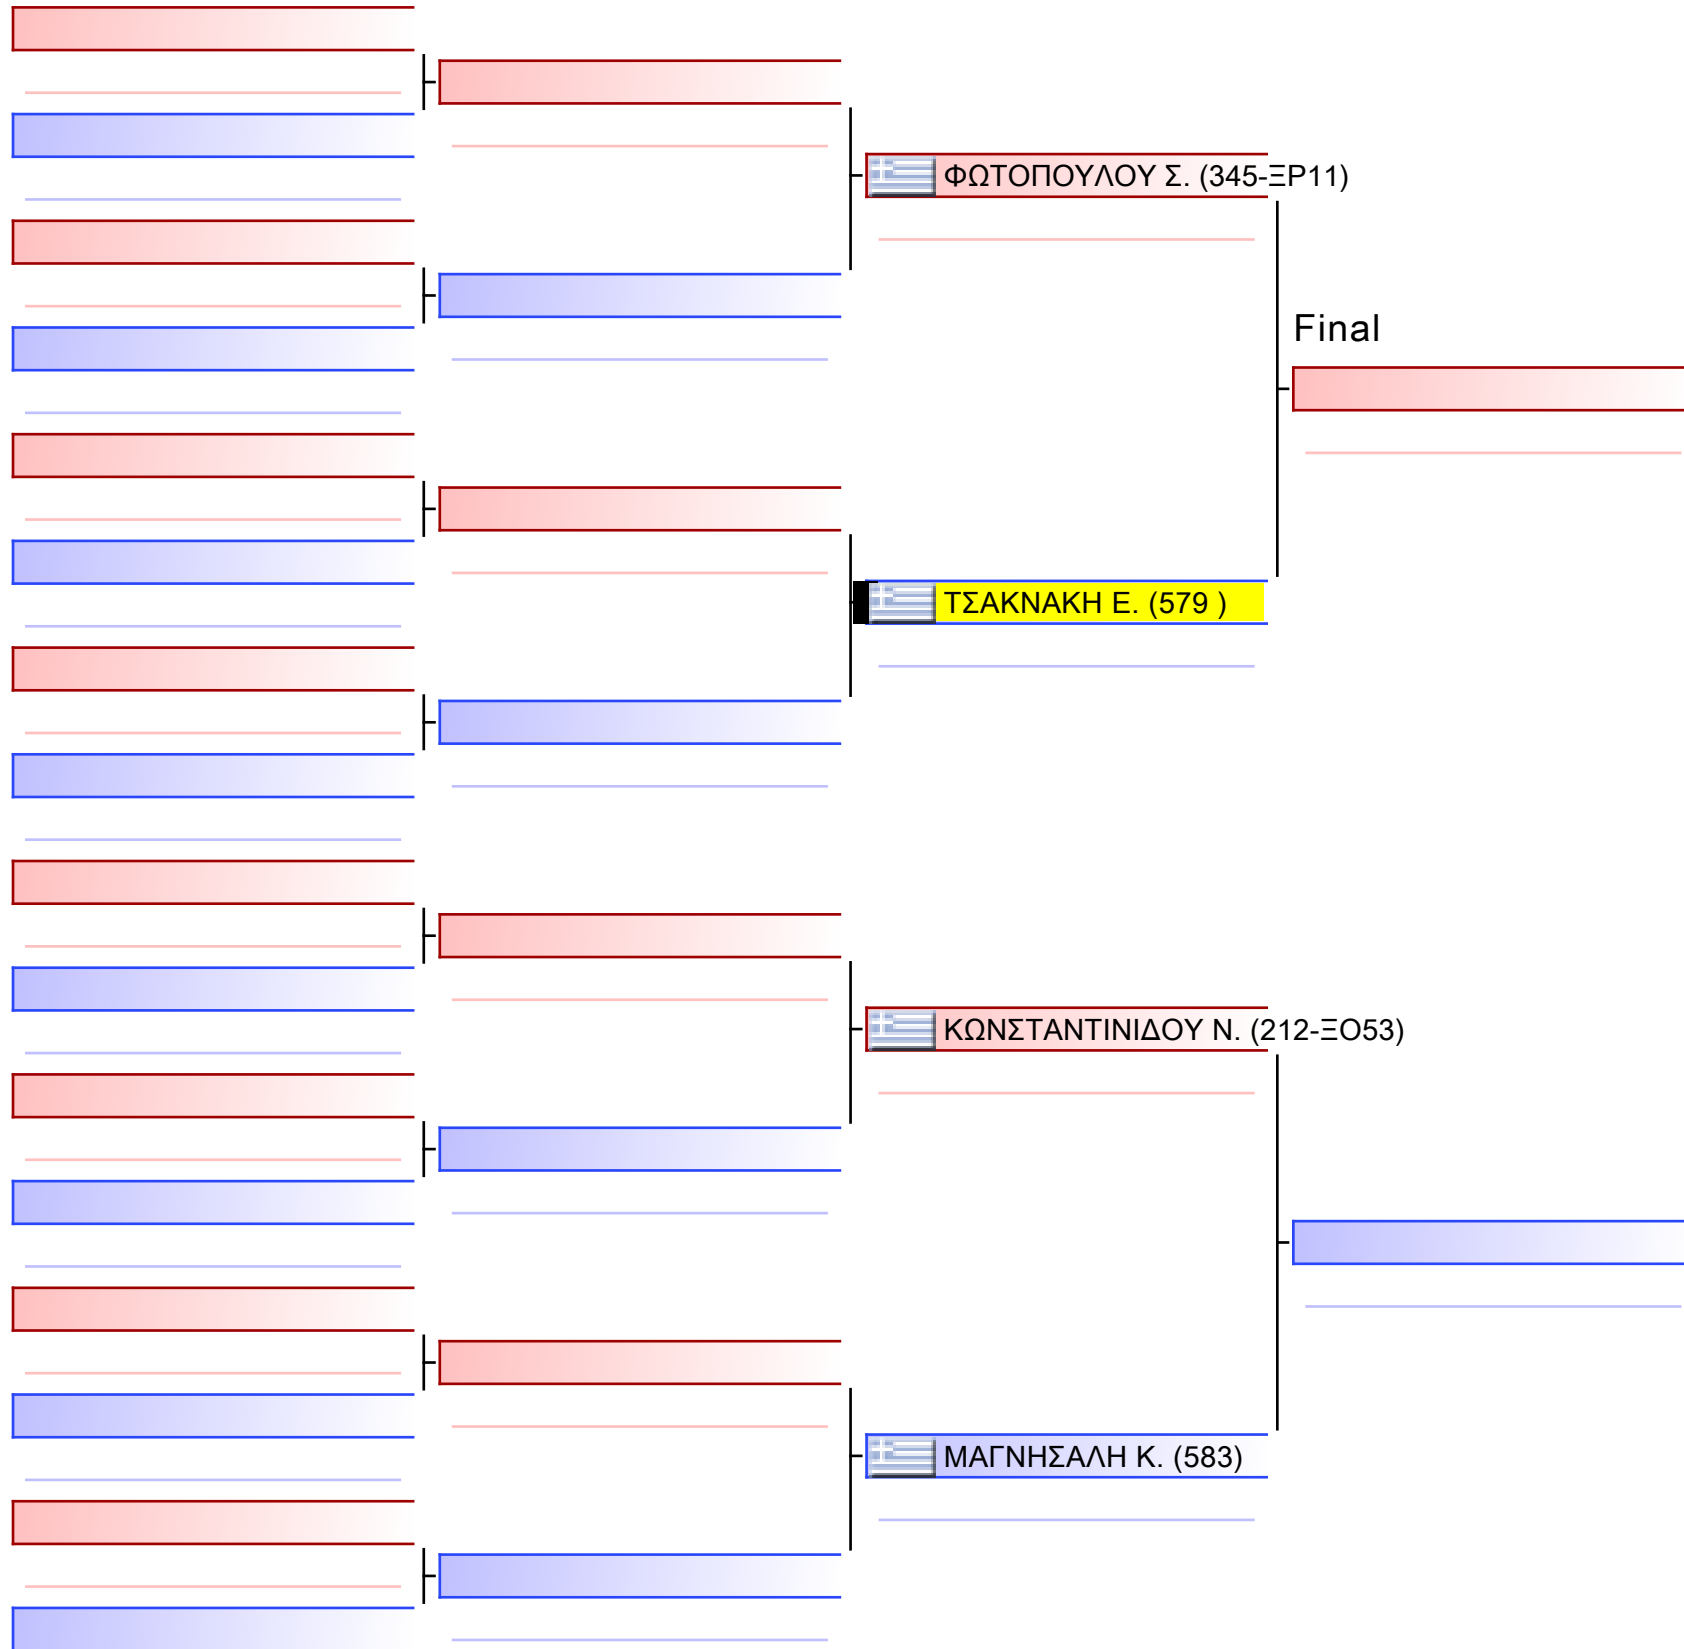 ΦΩΤΟΠΟΥΛΟΥ Σ. (345-ΞΡ11)
Final
ΤΣΑΚΝΑΚΗ Ε. (579 )
ΚΩΝΣΤΑΝΤΙΝΙΔΟΥ Ν. (212-ΞΟ53)
ΜΑΓΝΗΣΑΛΗ Κ. (583)